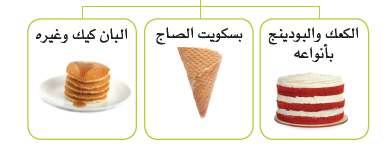 الكعك والبودينج
بأنواعه
بسكويت الصاج
البان كيك وغيره